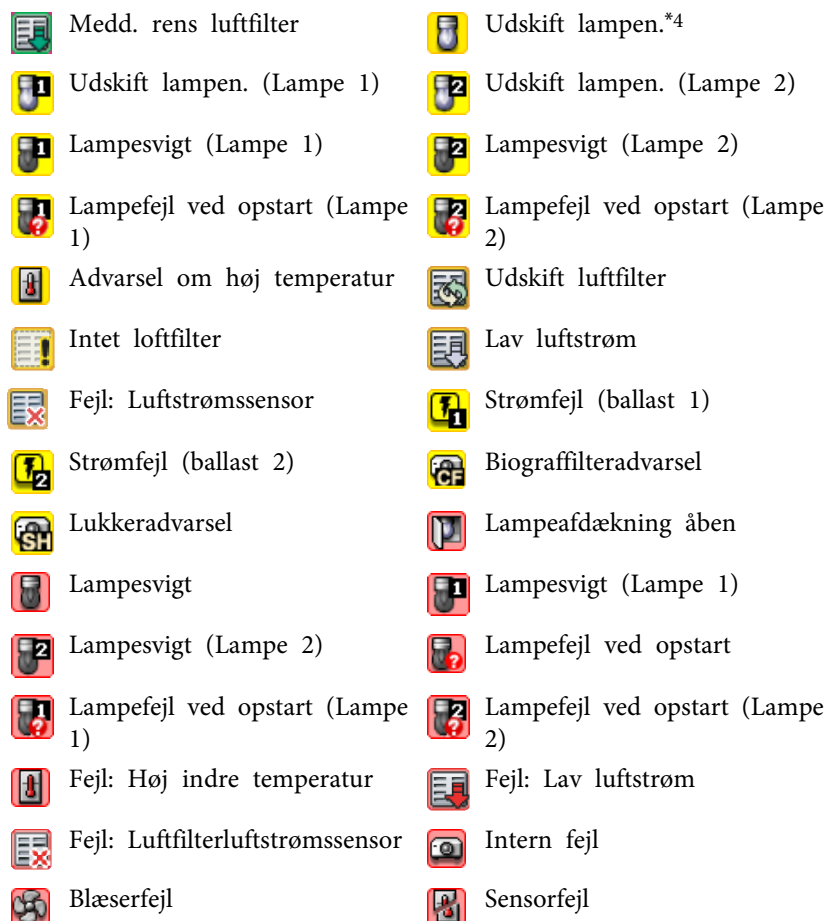 Medd. rens luftfilter
Udskift lampen.*4
Udskift lampen. (Lampe 1)
Udskift lampen. (Lampe 2)
Lampesvigt (Lampe 1)
Lampesvigt (Lampe 2)
Lampefejl ved opstart (Lampe
1)
Lampefejl ved opstart (Lampe
2)
Advarsel om høj temperatur
Udskift luftfilter
Intet loftfilter
Lav luftstrøm
Fejl: Luftstrømssensor
Strømfejl (ballast 1)
Strømfejl (ballast 2)
Biograffilteradvarsel
Lukkeradvarsel
Lampeafdækning åben
Lampesvigt
Lampesvigt (Lampe 1)
Lampesvigt (Lampe 2)
Lampefejl ved opstart
Lampefejl ved opstart (Lampe
1)
Lampefejl ved opstart (Lampe
2)
Fejl: Høj indre temperatur
Fejl: Lav luftstrøm
Fejl: Luftfilterluftstrømssensor
Intern fejl
Blæserfejl
Sensorfejl